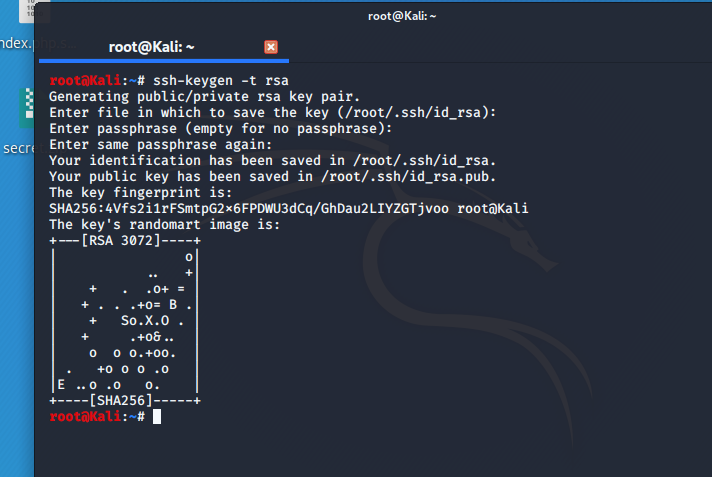 root@Kali: ~
root@Kali: ~
root@Kali:~# ssh-keygen -t rsa
Generating public/private rsa key pair.
Enter file in which to save the key (/root/.ssh/id_rsa):
Enter passphrase (empty for no passphrase):
Enter same passphrase again:
Your identification has been saved in /root/.ssh/id_rsa.
Your public key has been saved in /root/.ssh/id_rsa.pub.
The key fingerprint is:
SHA256:4Vfs2i1rFSmtpG2×6FPDWU3dCq/GhDau2LIYZGTjvoo root@Kali
The key's randomart image is:
+---[RSA 3072]----+
|                o|
|           ..   +|
|    +   .  .o+ = |
|   + . . .+o= B .|
|    +   So.X.O . |
|   +     .+o&..  |
|    o  o o.+oo.  |
| .   +o o o .o   |
|E ..o .o   o.    |
+----[SHA256]-----+
root@Kali:~#
ndex.php.s
secre